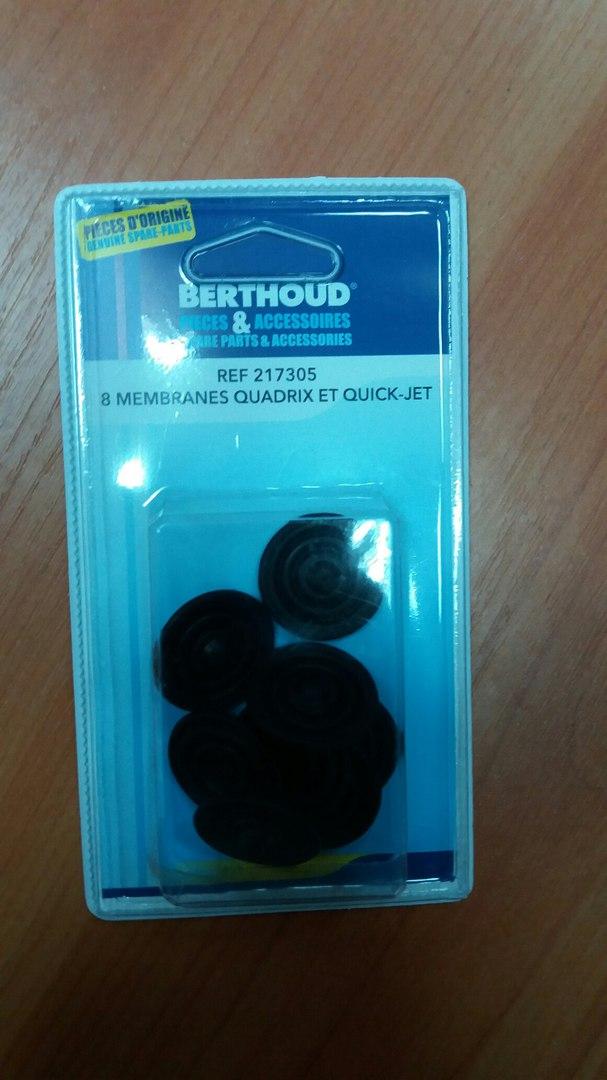 PIECES D'ORIGINE
GENUINE SPARE-PARTS
BERTHOUD®
PIECES & ACCESSOIRES
SPARE PARTS & ACCESSORIES
REF 217305
8 MEMBRANES QUADRIX ET QUICK-JET